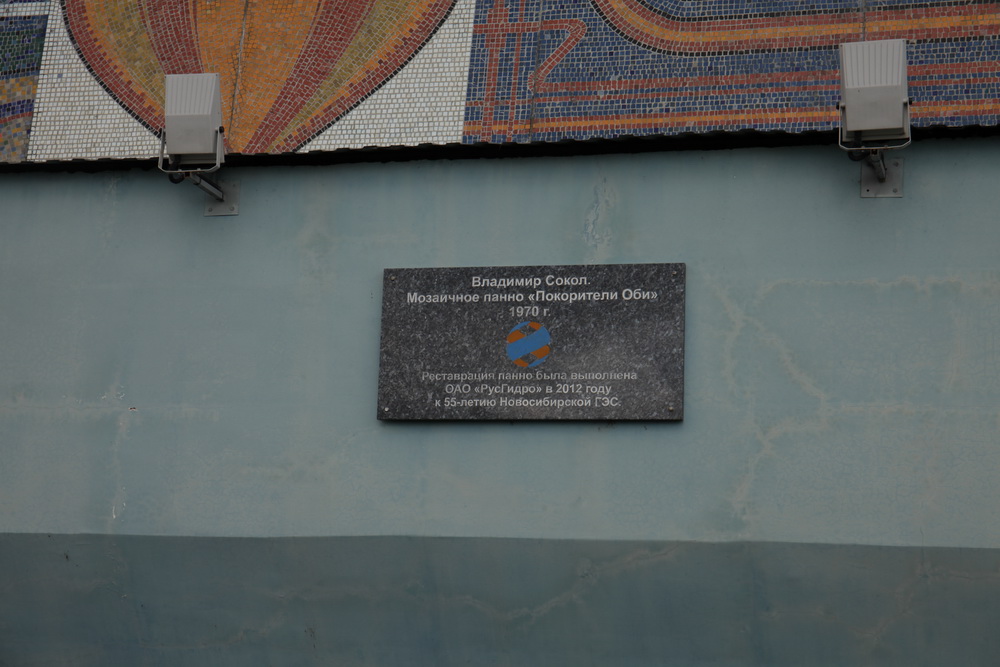 Владимир Сокол.
Мозаичное панно «Покорители Оби»
1970 г.
Реставрация панно была выполнена
ОАО «РусГидро» в 2012 году
к 55-летию Новосибирской ГЭС.